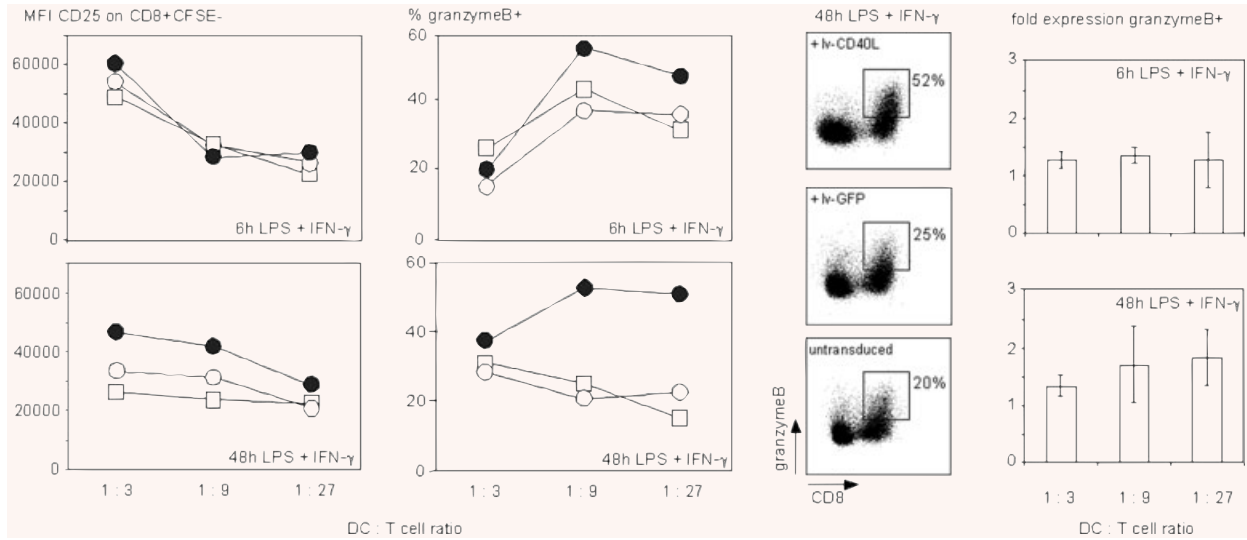 MFI CD25 on CD8+CFSE-
60000
40000
20000
0
6h LPS + IFN-γ
60000
40000
20000
0
48h LPS + IFN-γ
1 : 3 1 : 9 1 : 27
% granzymeB+
60
40
20
0
6h LPS + IFN-γ
60
40
20
0
48h LPS + IFN-γ
1 : 3 1 : 9 1 : 27
DC : T cell ratio
48h LPS + IFN-γ
+ lv-CD40L
52%
+ lv-GFP
25%
untransduced
20%
granzymeB
CD8
fold expression granzymeB+
3
2
1
0
6h LPS + IFN-γ
3
2
1
0
48h LPS + IFN-γ
1 : 3 1 : 9 1 : 27
DC : T cell ratio